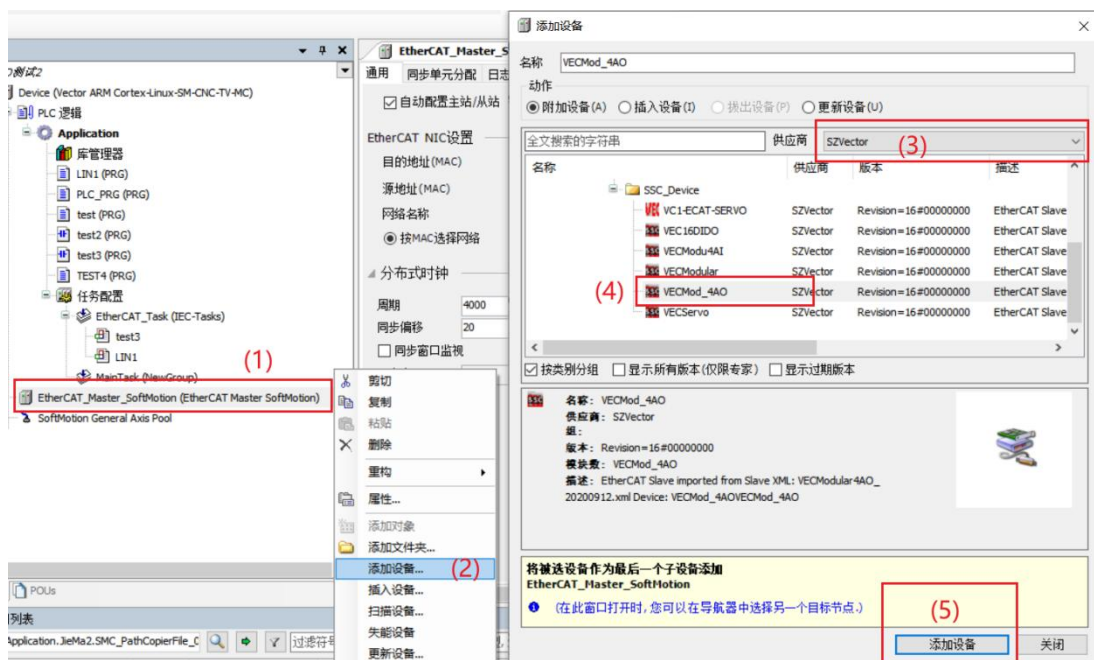 EtherCAT_Master_S
Device (Vector ARM Cortex-Linux-SM-CNC-TV-MC)
PLC 逻辑
Application
库管理器
LIN1 (PRG)
PLC_PRG (PRG)
test (PRG)
test2 (PRG)
test3 (PRG)
TEST4 (PRG)
任务配置
EtherCAT_Task (IEC-Tasks)
test3
LIN1
MainTask (NewGroup)
(1)
EtherCAT_Master_SoftMotion (EtherCAT Master SoftMotion)
SoftMotion General Axis Pool
POUs
列表
Application.JieMa2.SMC_PathCopierFile_C
过滤符号
通用 同步单元分配 日志
自动配置主站/从站
EtherCAT NIC设置
目的地址(MAC)
源地址(MAC)
网络名称
按MAC选择网络
分布式时钟
周期 4000
同步偏移 20
同步窗口监视
剪切
复制
粘贴
删除
重构
属性...
添加对象
添加文件夹...
添加设备... (2)
插入设备...
扫描设备...
失能设备
更新设备...
添加设备
名称 VECMod_4AO
动作
附加设备(A) 插入设备(I) 拔出设备(P) 更新设备(U)
全文搜索的字符串 供应商 SZVector (3)
名称 供应商 版本 描述
SSC_Device
VC1-ECAT-SERVO SZVector Revision=16#00000000 EtherCAT Slave
VEC16DIDO SZVector Revision=16#00000000 EtherCAT Slave
VECModu4AI SZVector Revision=16#00000000 EtherCAT Slave
VECModular SZVector Revision=16#00000000 EtherCAT Slave
(4) VECMod_4AO SZVector Revision=16#00000000 EtherCAT Slave
VECServo SZVector Revision=16#00000000 EtherCAT Slave
按类别分组 显示所有版本(仅限专家) 显示过期版本
名称: VECMod_4AO
供应商: SZVector
组:
版本: Revision=16#00000000
模块数: VECMod_4AO
描述: EtherCAT Slave imported from Slave XML: VECModular4AO_
20200912.xml Device: VECMod_4AOVECMod_4AO
将被选设备作为最后一个子设备添加
EtherCAT_Master_SoftMotion
(在此窗口打开时,您可以在导航器中选择另一个目标节点.)
(5)
添加设备 关闭